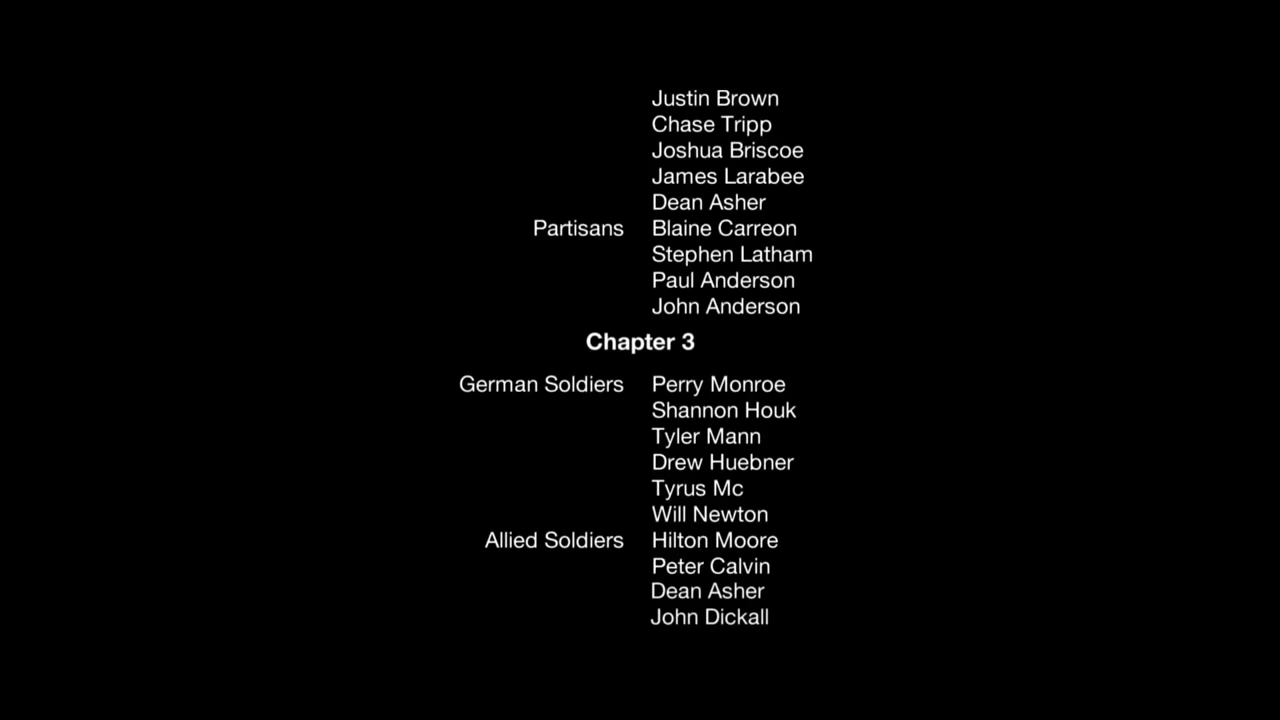 Justin Brown
Chase Tripp
Joshua Briscoe
James Larabee
Dean Asher
Partisans Blaine Carreon
Stephen Latham
Paul Anderson
John Anderson
Chapter 3
German Soldiers Perry Monroe
Shannon Houk
Tyler Mann
Drew Huebner
Tyrus Mc
Will Newton
Allied Soldiers Hilton Moore
Peter Calvin
Dean Asher
John Dickall